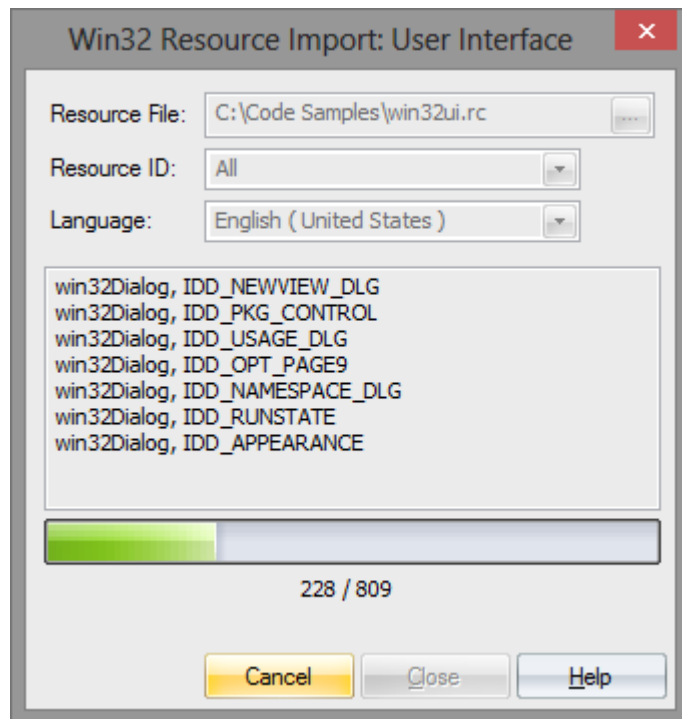 Win32 Resource Import: User Interface
Resource File: C:\Code Samples\win32ui.rc ...
Resource ID: All
Language: English ( United States )
win32Dialog, IDD_NEWVIEW_DLG
win32Dialog, IDD_PKG_CONTROL
win32Dialog, IDD_USAGE_DLG
win32Dialog, IDD_OPT_PAGE9
win32Dialog, IDD_NAMESPACE_DLG
win32Dialog, IDD_RUNSTATE
win32Dialog, IDD_APPEARANCE
228 / 809
Cancel Close Help